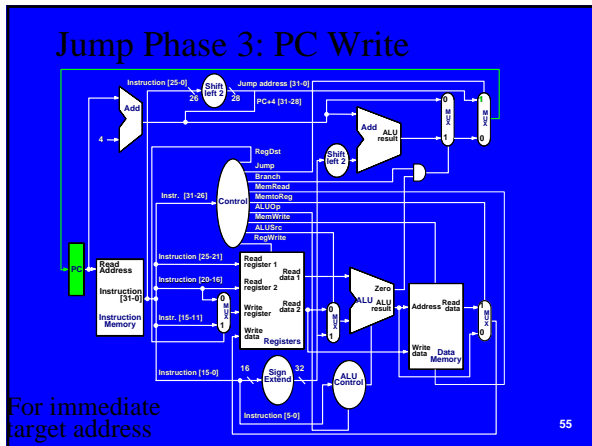 Jump Phase 3: PC Write
Instruction [25-0]
Shift
left 2
Jump address [31-0]
26
28
PC+4 [31-28]
Add
4
0
M
U
X
1
1
M
U
X
0
Add
ALU
result
Shift
left 2
RegDst
Jump
Branch
MemRead
MemtoReg
ALUOp
MemWrite
ALUSrc
RegWrite
Instr. [31-26]
Control
PC
Read
Address
Instruction
[31-0]
Instruction
Memory
Instruction [25-21]
Instruction [20-16]
Instr. [15-11]
0
M
U
X
1
Read
register 1
Read
register 2
Write
register
Write
data
Read
data 1
Read
data 2
Registers
0
M
U
X
1
Zero
ALU
ALU
result
Address
Read
data
Write
data
Data
Memory
1
M
U
X
0
Instruction [15-0]
16
Sign
Extend
32
ALU
Control
Instruction [5-0]
For immediate
target address
55